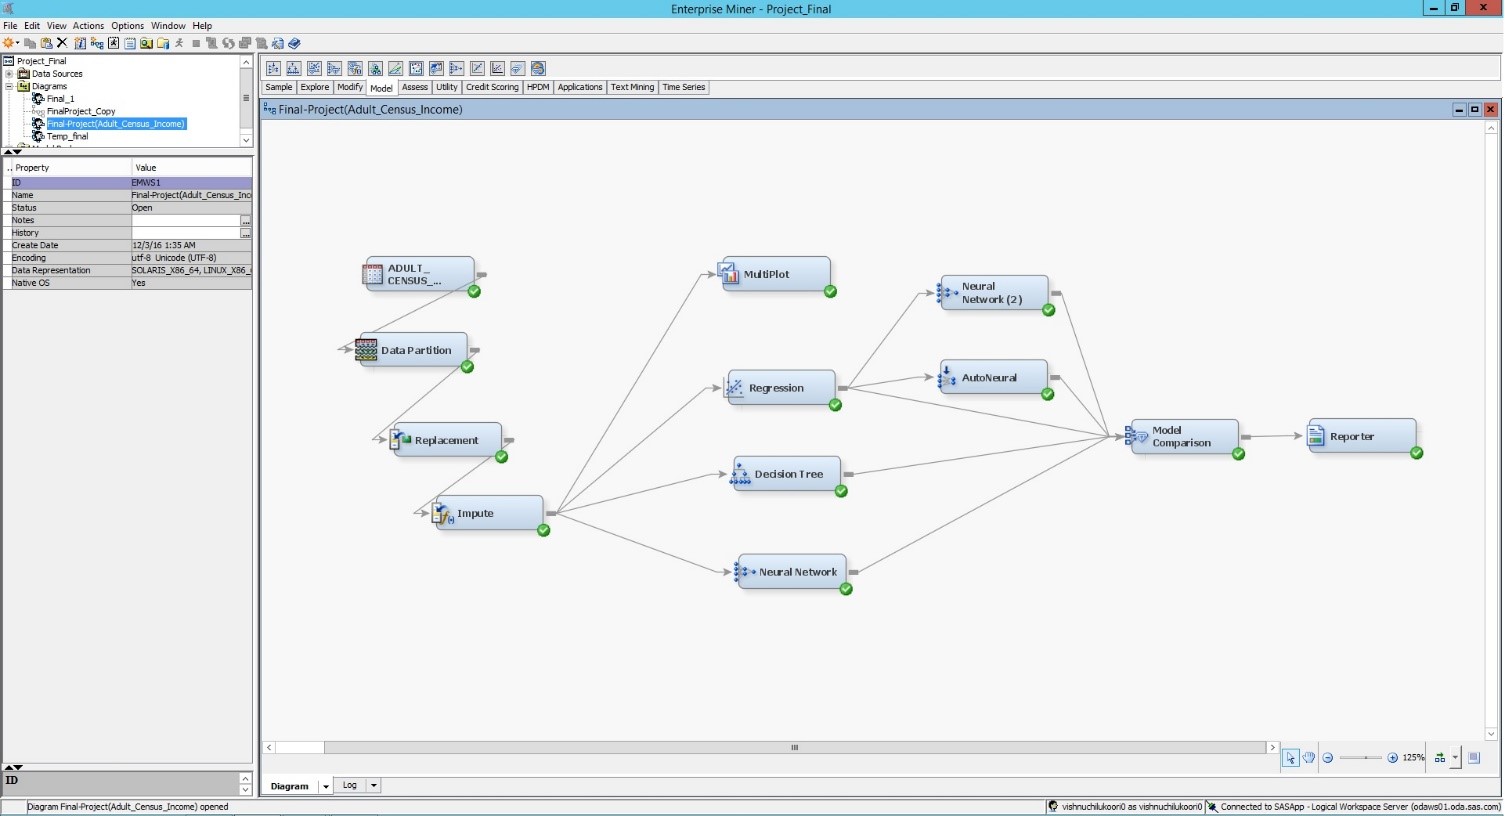 Enterprise Miner - Project_Final
File Edit View Actions Options Window Help
Project_Final
Data Sources
Diagrams
Final_1
FinalProject_Copy
Final-Project(Adult_Census_Income)
Temp_final
Sample Explore Modify Model Assess Utility Credit Scoring HPDM Applications Text Mining Time Series
Final-Project(Adult_Census_Income)
.. Property Value
ID EMWS1
Name Final-Project(Adult_Census_Inc
Status Open
Notes ...
History ...
Create Date 12/3/16 1:35 AM
Encoding utf-8 Unicode (UTF-8)
Data Representation SOLARIS_X86_64, LINUX_X86_
Native OS Yes
ADULT_
CENSUS_...
Data Partition
Replacement
Impute
MultiPlot
Regression
Decision Tree
Neural Network
Neural
Network (2)
AutoNeural
Model
Comparison
Reporter
125%
ID
Diagram Log
Diagram Final-Project(Adult_Census_Income) opened
vishnuchilukoori0 as vishnuchilukoori0 Connected to SASApp - Logical Workspace Server (odaws01.oda.sas.com)